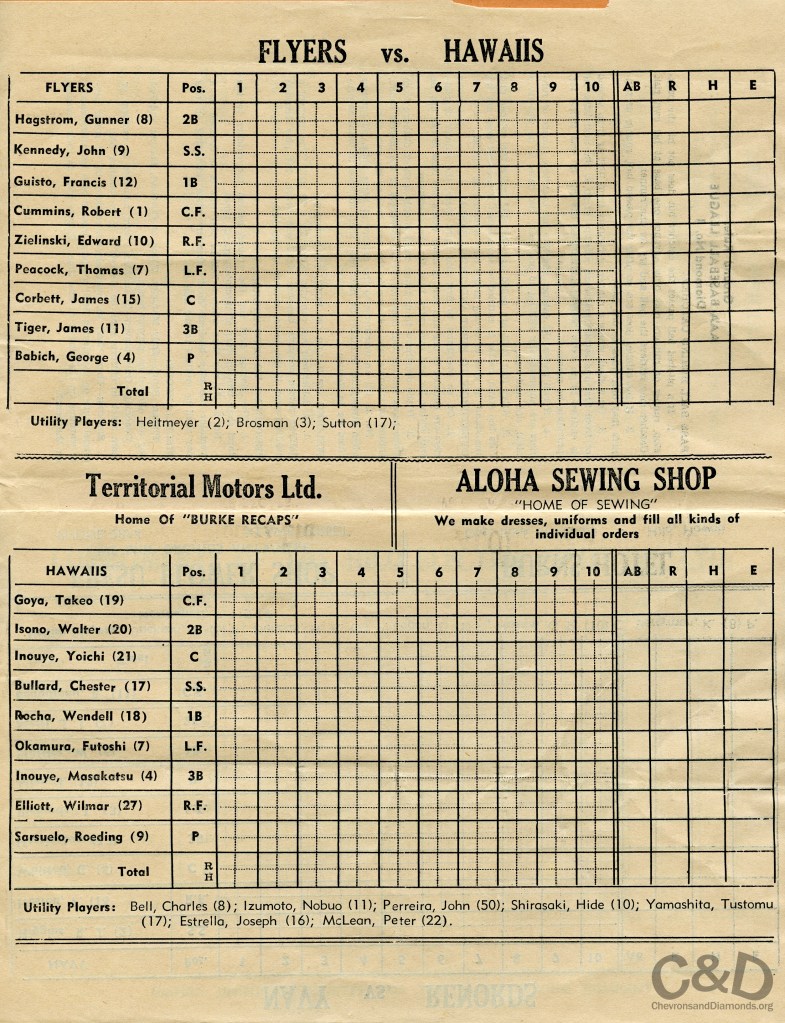 FLYERS vs. HAWAIIS
FLYERS Pos. 1 2 3 4 5 6 7 8 9 10 AB R H E
Hagstrom, Gunner (8) 2B
Kennedy, John (9) S.S.
Guisto, Francis (12) 1B
Cummins, Robert (1) C.F.
Zielinski, Edward (10) R.F.
Peacock, Thomas (7) L.F.
Corbett, James (15) C
Tiger, James (11) 3B
Babich, George (4) P
Total R H
Utility Players: Heitmeyer (2); Brosman (3); Sutton (17);
Territorial Motors Ltd.
Home Of "BURKE RECAPS"
ALOHA SEWING SHOP
"HOME OF SEWING"
We make dresses, uniforms and fill all kinds of
individual orders
HAWAIIS Pos. 1 2 3 4 5 6 7 8 9 10 AB R H E
Goya, Takeo (19) C.F.
Isono, Walter (20) 2B
Inouye, Yoichi (21) C
Bullard, Chester (17) S.S.
Rocha, Wendell (18) 1B
Okamura, Futoshi (7) L.F.
Inouye, Masakatsu (4) 3B
Elliott, Wilmar (27) R.F.
Sarsuelo, Roeding (9) P
Total R H
Utility Players: Bell, Charles (8); Izumoto, Nobuo (11); Perreira, John (50); Shirasaki, Hide (10); Yamashita, Tustomu
(17); Estrella, Joseph (16); McLean, Peter (22).
NAVY vs. RENORDS
C&D
ChevronsandDiamonds.org